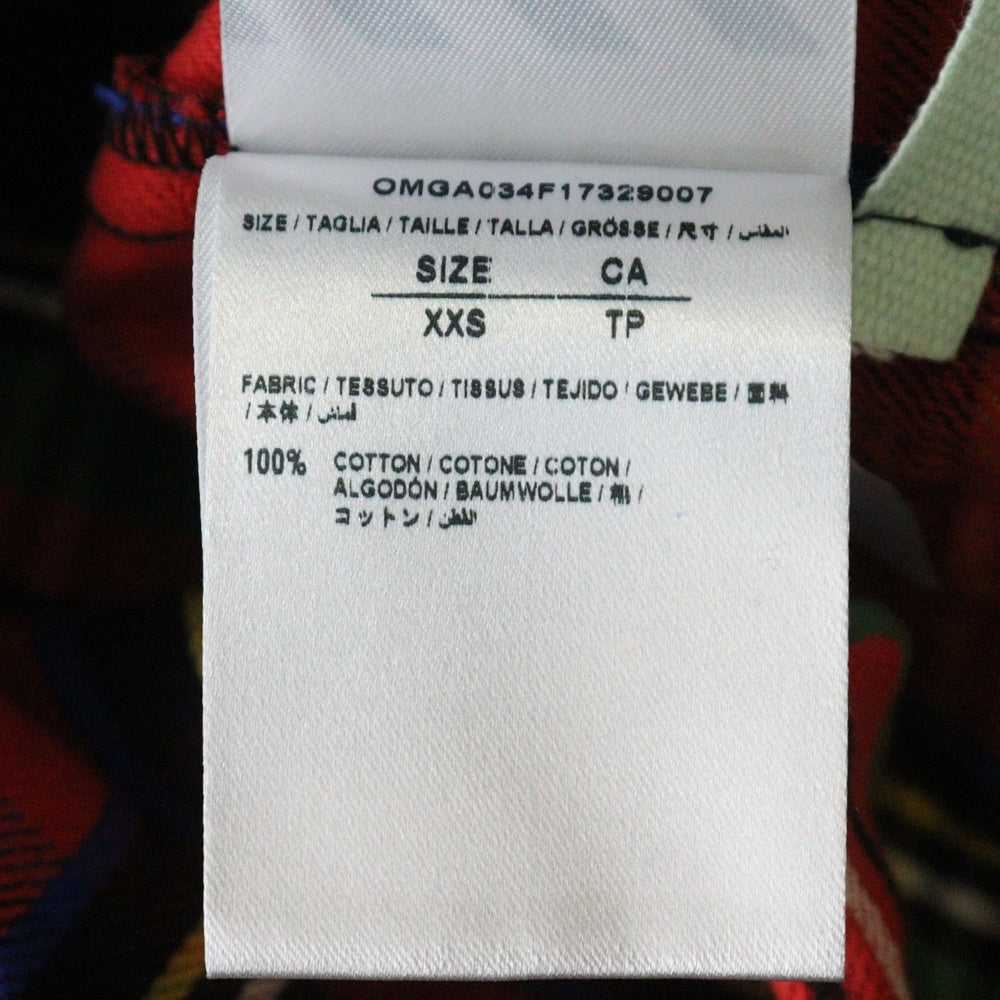 OMGA034F17329007
SIZE / TAGLIA / TAILLE / TALLA / GRÖSSE / 尺寸 / المقاس
SIZE CA
XXS TP
FABRIC / TESSUTO / TISSUS / TEJIDO / GEWEBE / 面料
/ 本体 / قماش
100% COTTON / COTONE / COTON /
ALGODÓN / BAUMWOLLE / 棉 /
コットン / القطن